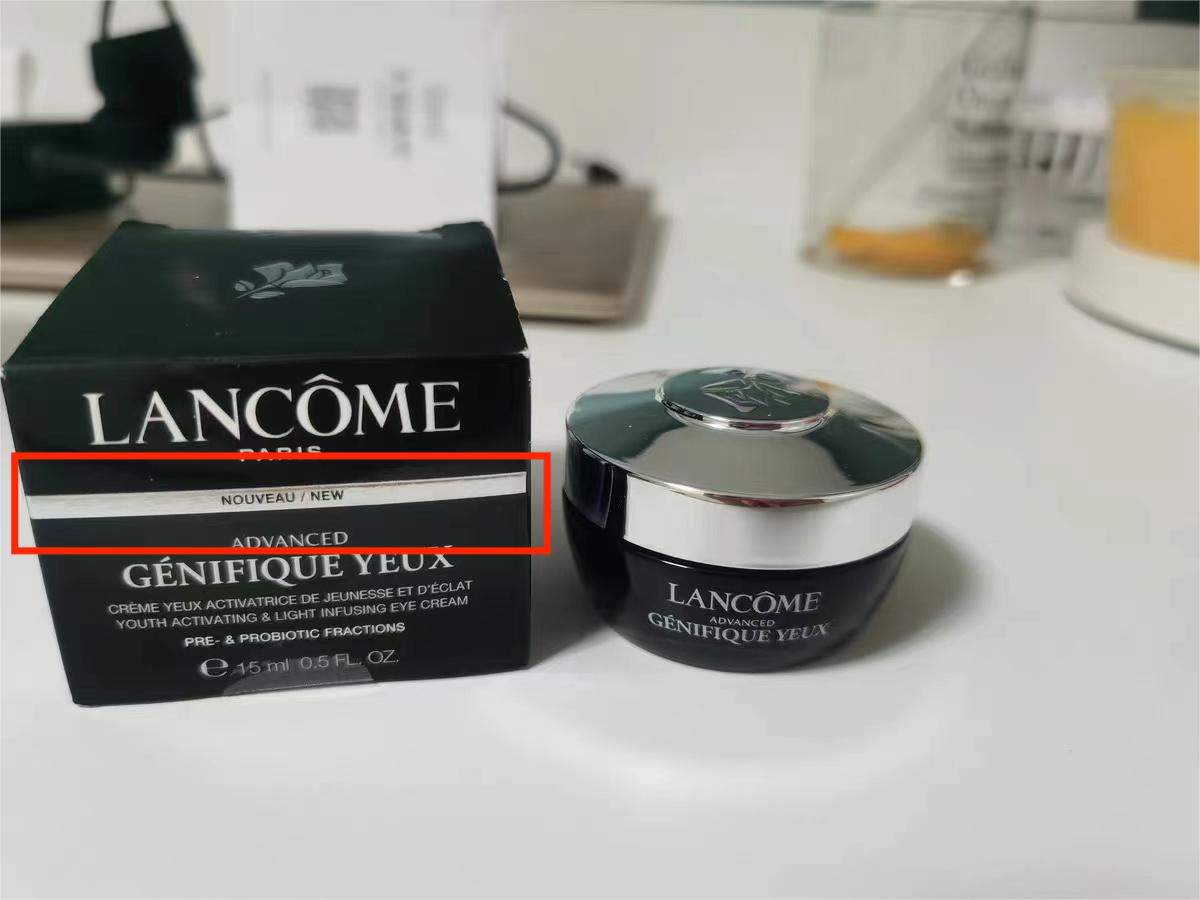 LANCÔME
PARIS
NOUVEAU / NEW
ADVANCED
GÉNIFIQUE YEUX
CRÈME YEUX ACTIVATRICE DE JEUNESSE ET D'ÉCLAT
YOUTH ACTIVATING & LIGHT INFUSING EYE CREAM
PRE- & PROBIOTIC FRACTIONS
℮ 15 ml 0.5 FL. OZ.
LANCÔME
ADVANCED
GÉNIFIQUE YEUX